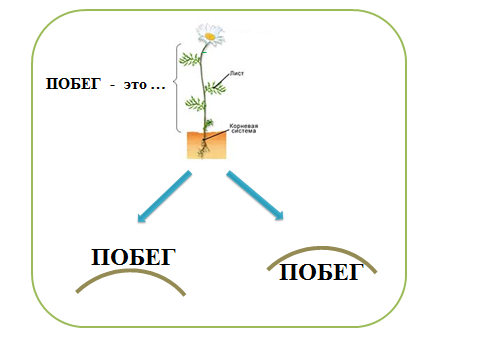 Лист
ПОБЕГ - это ...
Корневая
система
ПОБЕГ
ПОБЕГ